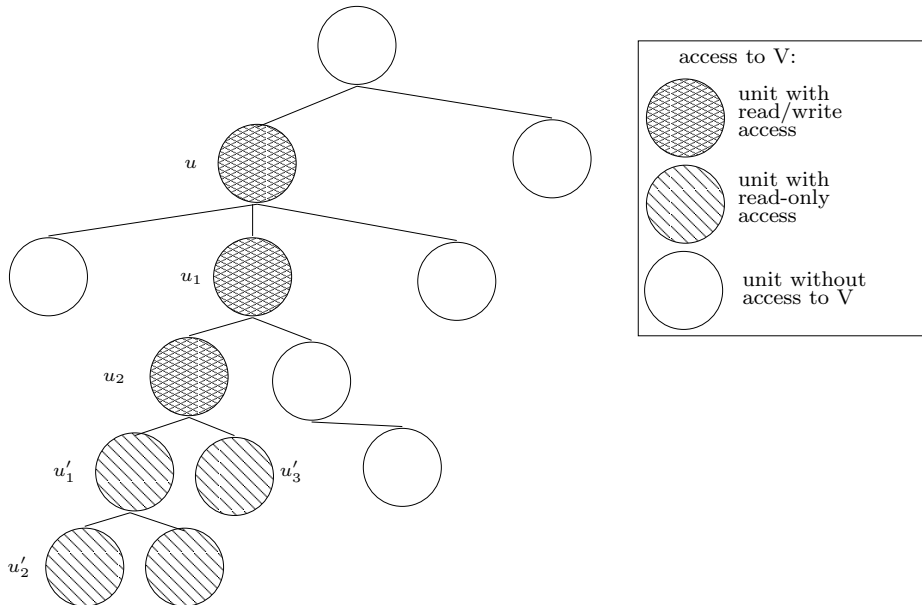 access to V:
unit with
read/write
access
u
unit with
read-only
access
u₁
unit without
access to V
u₂
u′₁
u′₃
u′₂